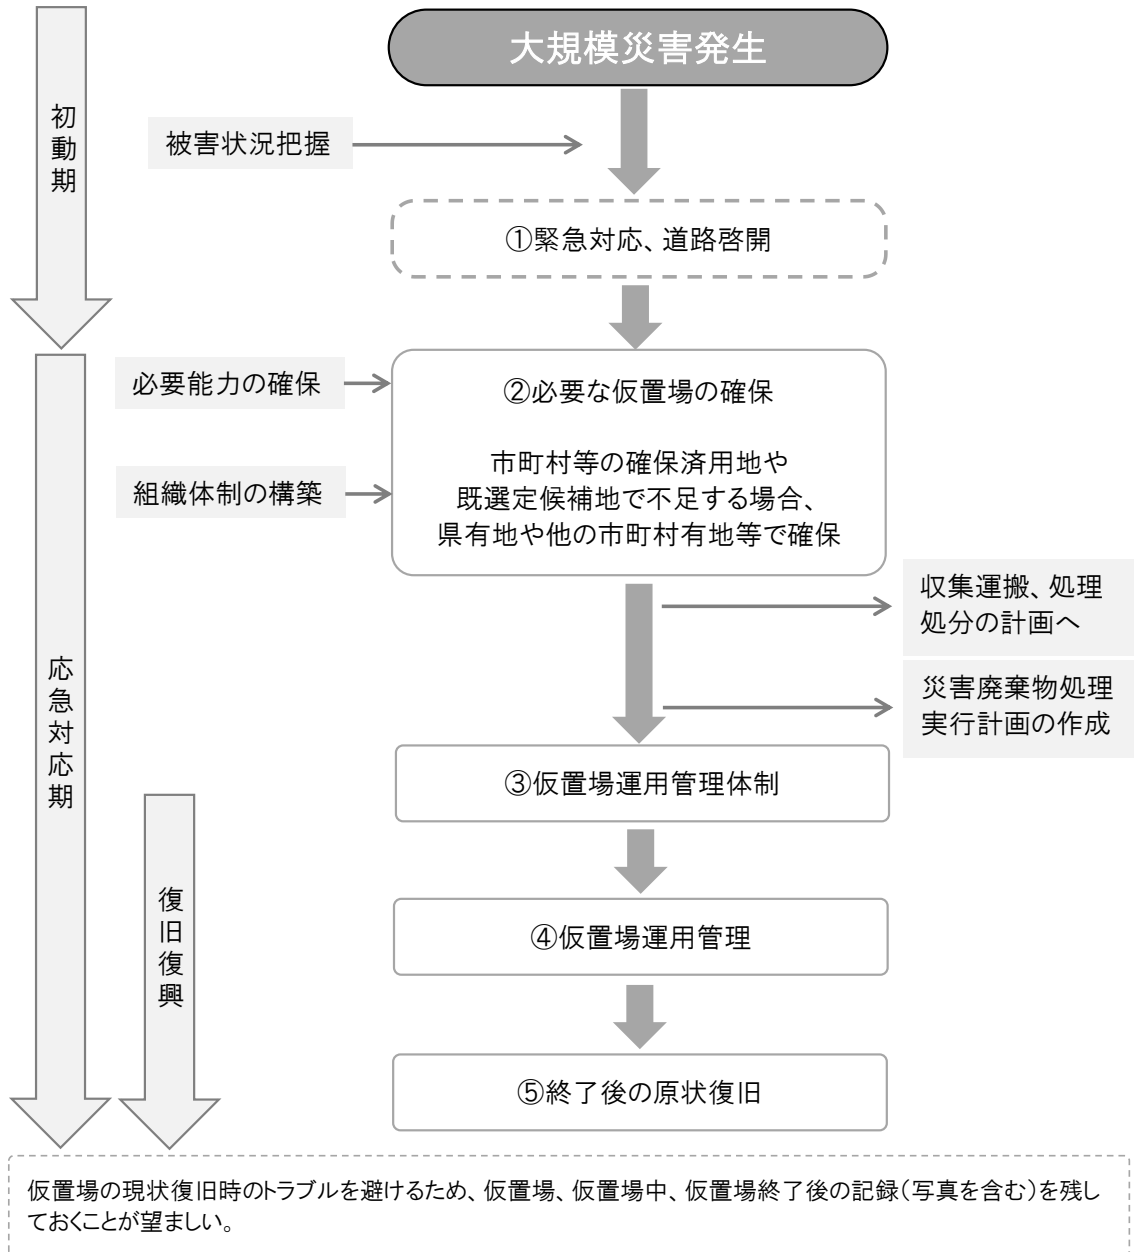 大規模災害発生
初動期
被害状況把握
①緊急対応、道路啓開
必要能力の確保
②必要な仮置場の確保
組織体制の構築
市町村等の確保済用地や
既選定候補地で不足する場合、
県有地や他の市町村有地等で確保
収集運搬、処理
処分の計画へ
災害廃棄物処理
実行計画の作成
応急対応期
③仮置場運用管理体制
復旧復興
④仮置場運用管理
⑤終了後の原状復旧
仮置場の現状復旧時のトラブルを避けるため、仮置場、仮置場中、仮置場終了後の記録（写真を含む）を残し
ておくことが望ましい。